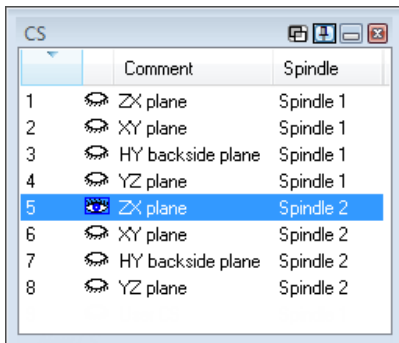 CS
Comment Spindle
1 ZX plane Spindle 1
2 XY plane Spindle 1
3 HY backside plane Spindle 1
4 YZ plane Spindle 1
5 ZX plane Spindle 2
6 XY plane Spindle 2
7 HY backside plane Spindle 2
8 YZ plane Spindle 2